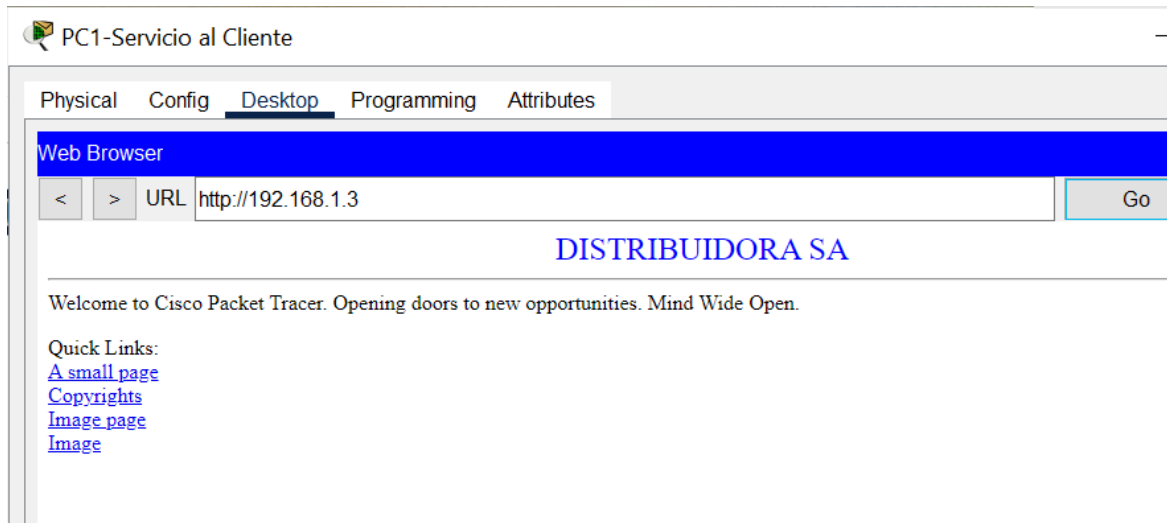 PC1-Servicio al Cliente
Physical Config Desktop Programming Attributes
Web Browser
< > URL http://192.168.1.3 Go
DISTRIBUIDORA SA
Welcome to Cisco Packet Tracer. Opening doors to new opportunities. Mind Wide Open.
Quick Links:
A small page
Copyrights
Image page
Image